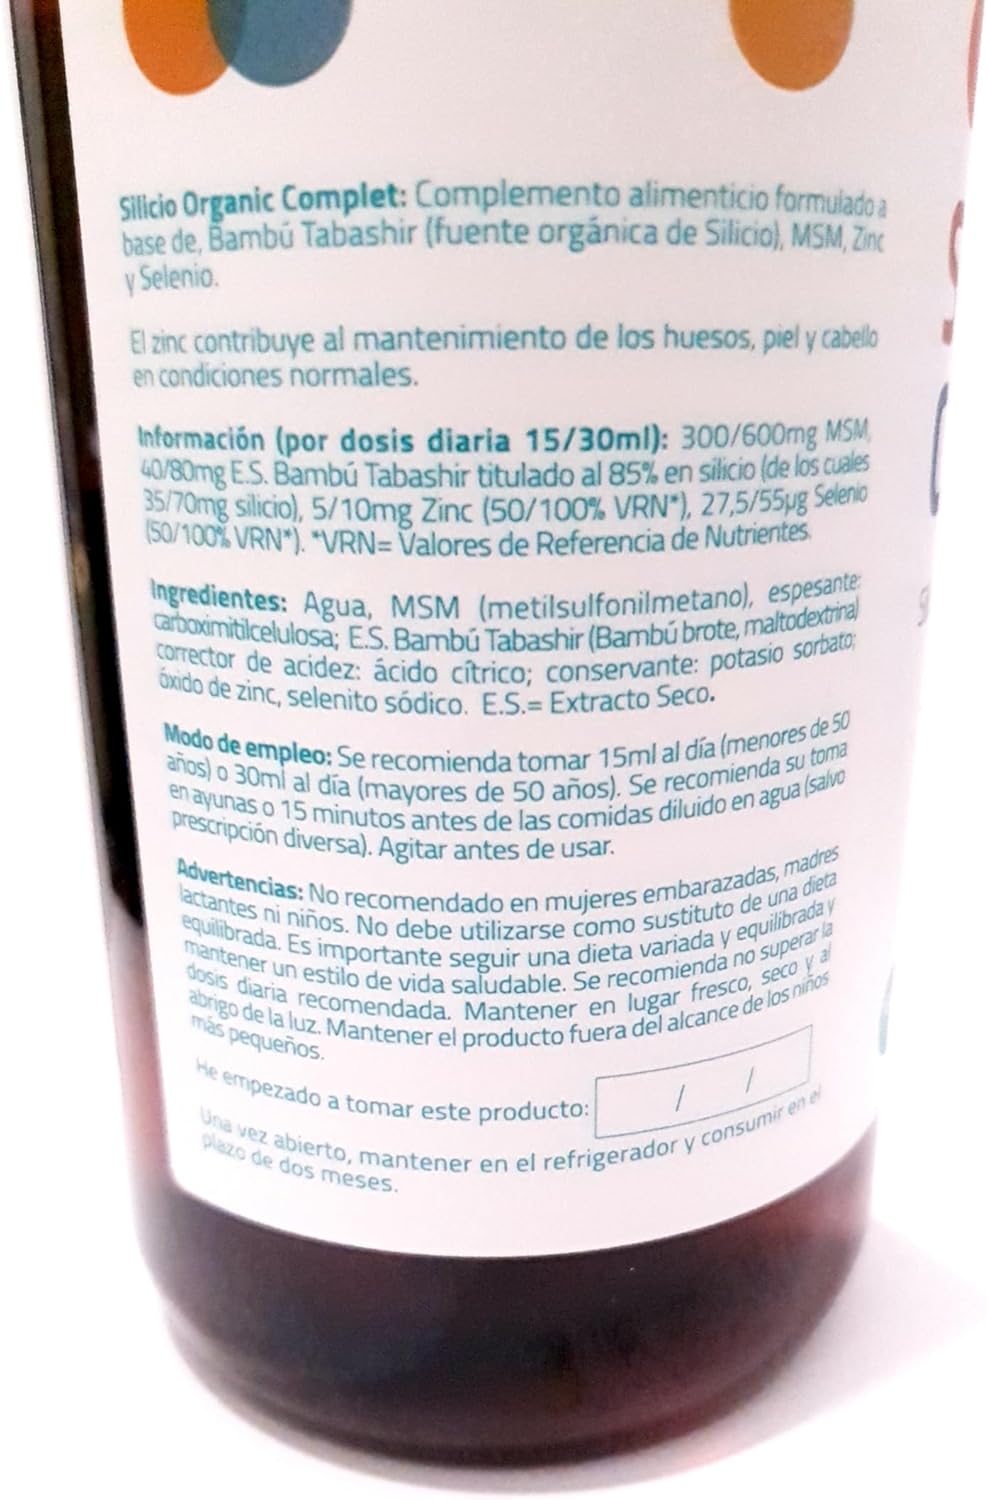 Silicio Organic Complet: Complemento alimenticio formulado a
base de, Bambú Tabashir (fuente orgánica de Silicio), MSM, Zinc
y Selenio.
El zinc contribuye al mantenimiento de los huesos, piel y cabello
en condiciones normales.
Información (por dosis diaria 15/30ml): 300/600mg MSM,
40/80mg E.S. Bambú Tabashir titulado al 85% en silicio (de los cuales
35/70mg silicio), 5/10mg Zinc (50/100% VRN*), 27,5/55µg Selenio
(50/100% VRN*). *VRN= Valores de Referencia de Nutrientes.
Ingredientes: Agua, MSM (metilsulfonilmetano), espesante:
carboximitilcelulosa; E.S. Bambú Tabashir (Bambú brote, maltodextrina)
corrector de acidez: ácido cítrico; conservante: potasio sorbato;
óxido de zinc, selenito sódico. E.S.= Extracto Seco.
Modo de empleo: Se recomienda tomar 15ml al día (menores de 50
años) o 30ml al día (mayores de 50 años). Se recomienda su toma
en ayunas o 15 minutos antes de las comidas diluido en agua (salvo
prescripción diversa). Agitar antes de usar.
Advertencias: No recomendado en mujeres embarazadas, madres
lactantes ni niños. No debe utilizarse como sustituto de una dieta
equilibrada. Es importante seguir una dieta variada y equilibrada y
mantener un estilo de vida saludable. Se recomienda no superar la
dosis diaria recomendada. Mantener en lugar fresco, seco y al
abrigo de la luz. Mantener el producto fuera del alcance de los niños
más pequeños.
He empezado a tomar este producto: / /
Una vez abierto, mantener en el refrigerador y consumir en el
plazo de dos meses.